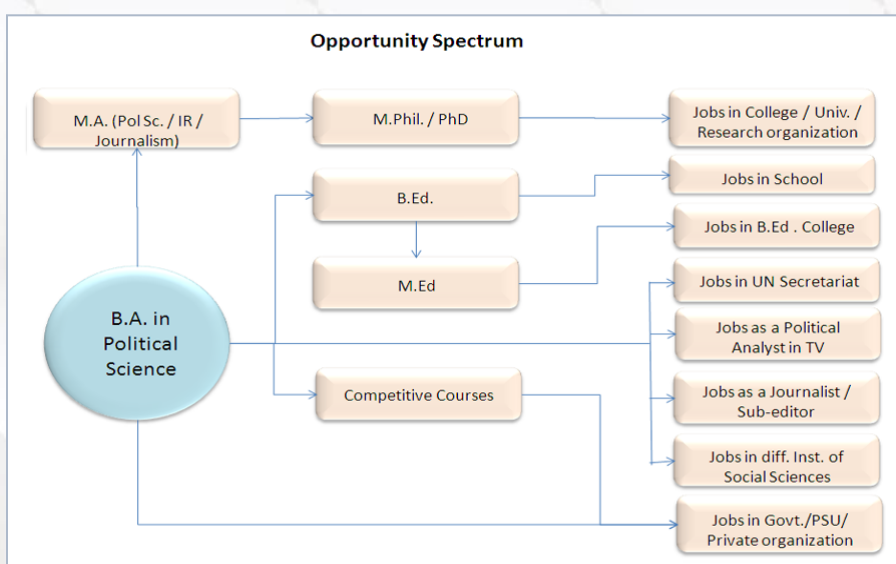 Opportunity Spectrum
M.A. (Pol Sc. / IR /
Journalism)
M.Phil. / PhD
Jobs in College / Univ. /
Research organization
B.Ed.
Jobs in School
Jobs in B.Ed . College
M.Ed
Jobs in UN Secretariat
B.A. in
Political
Science
Jobs as a Political
Analyst in TV
Competitive Courses
Jobs as a Journalist /
Sub-editor
Jobs in diff. Inst. of
Social Sciences
Jobs in Govt./PSU/
Private organization